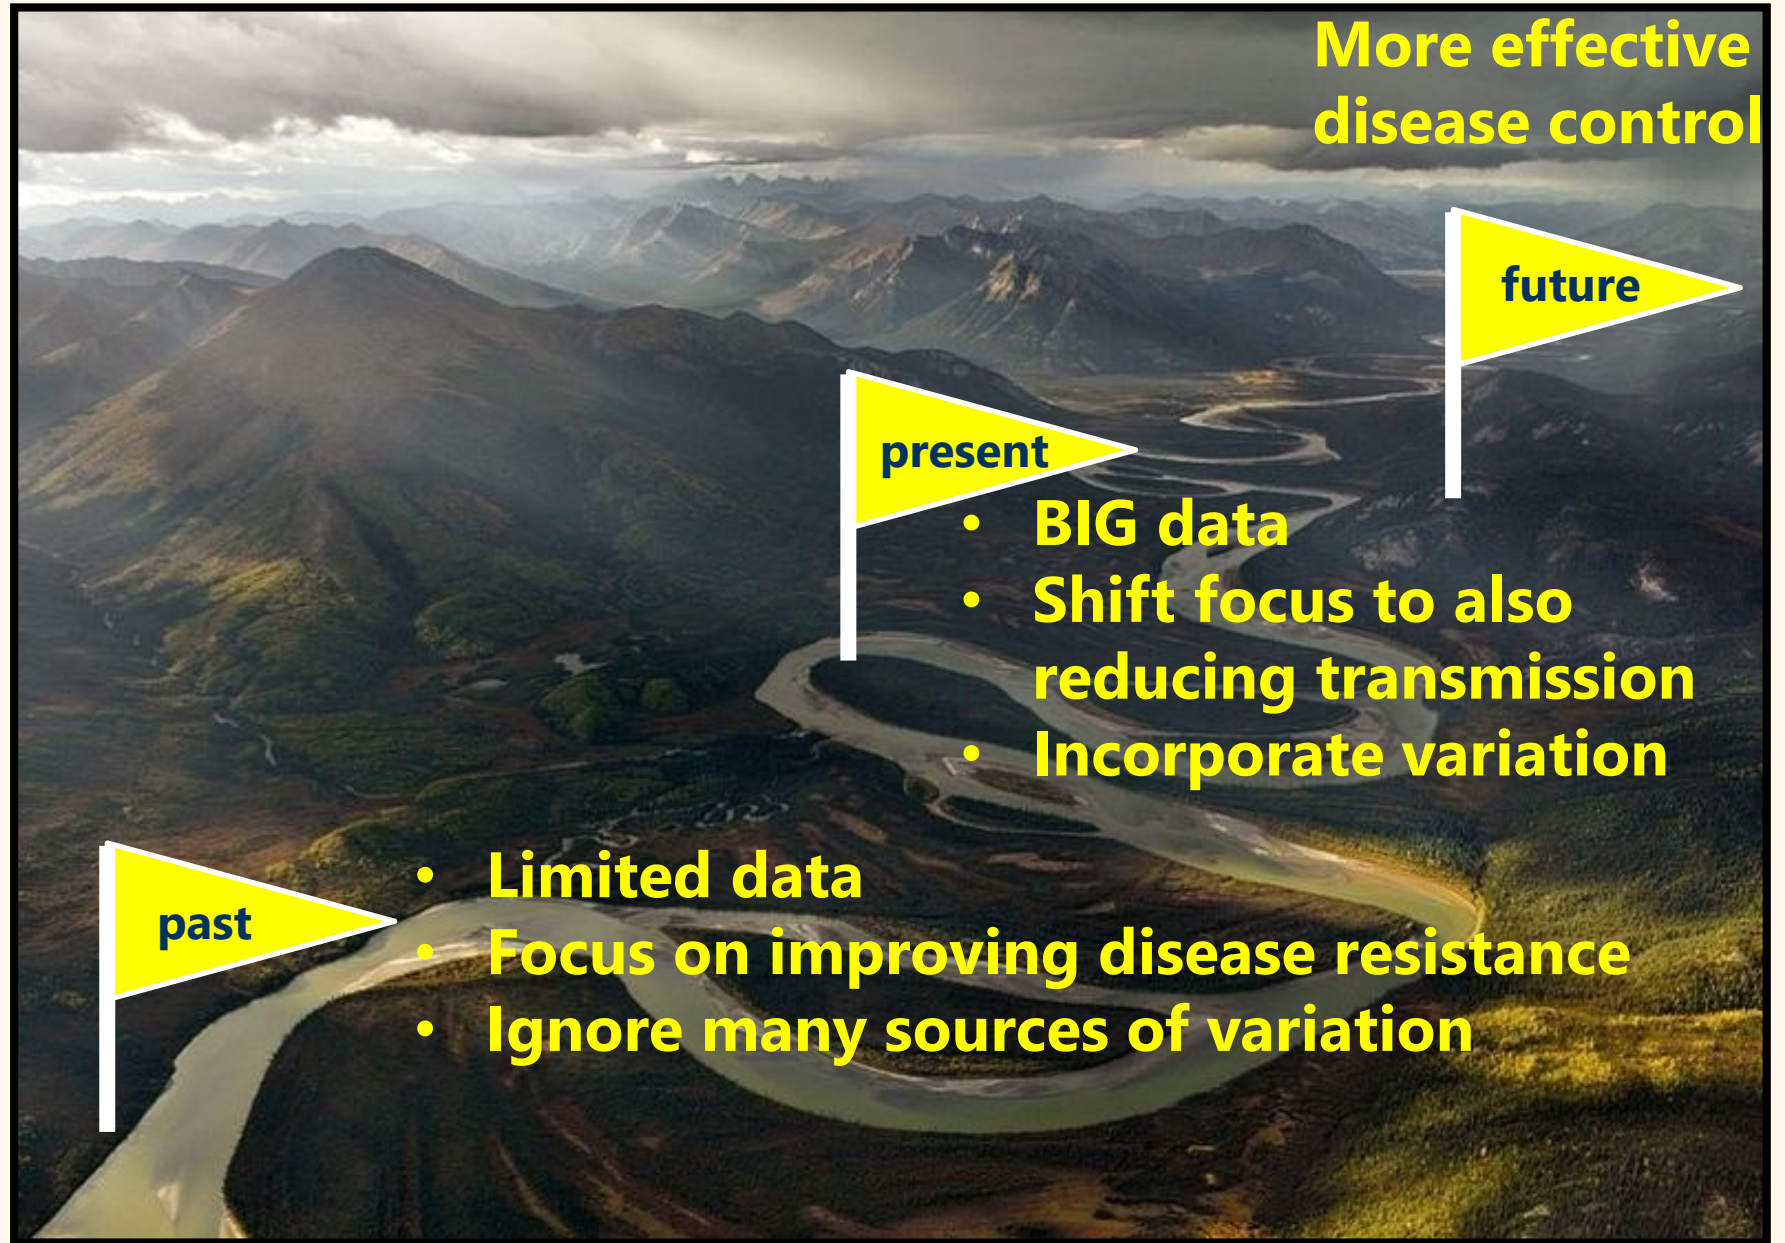 More effective
disease control
future
present
• BIG data
• Shift focus to also
reducing transmission
• Incorporate variation
past
• Limited data
• Focus on improving disease resistance
• Ignore many sources of variation